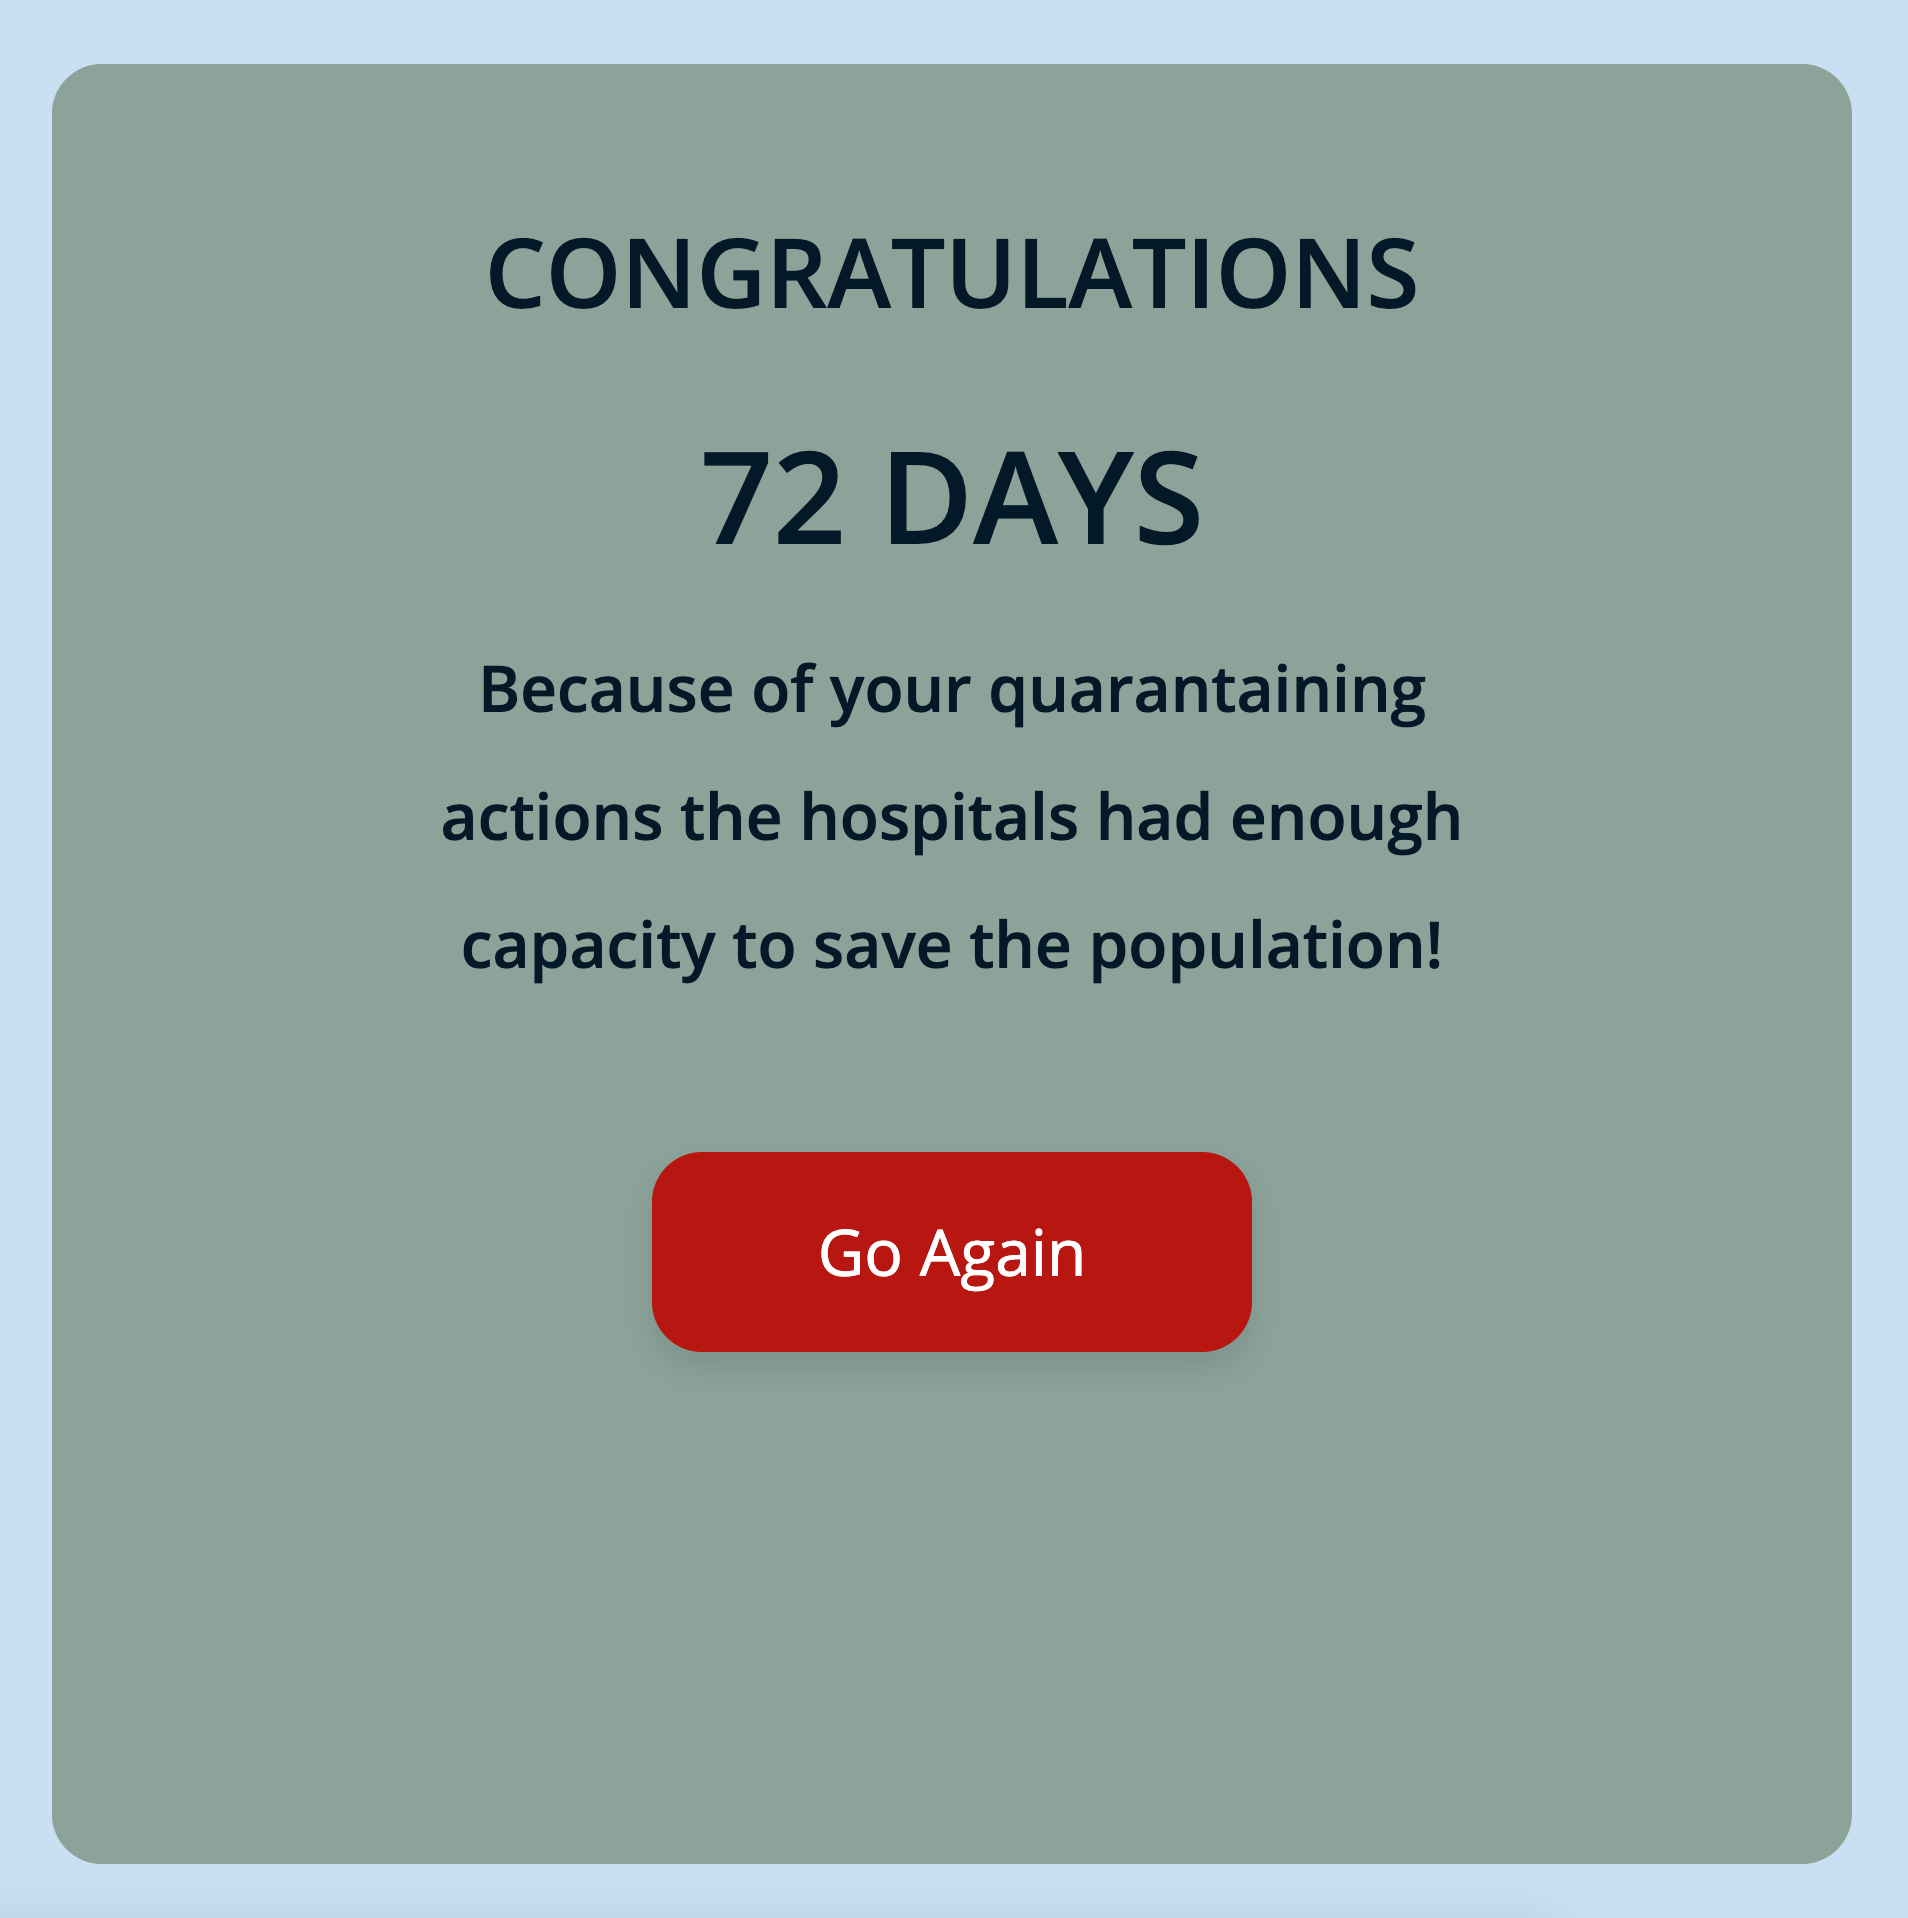 CONGRATULATIONS
72 DAYS
Because of your quarantaining
actions the hospitals had enough
capacity to save the population!
Go Again